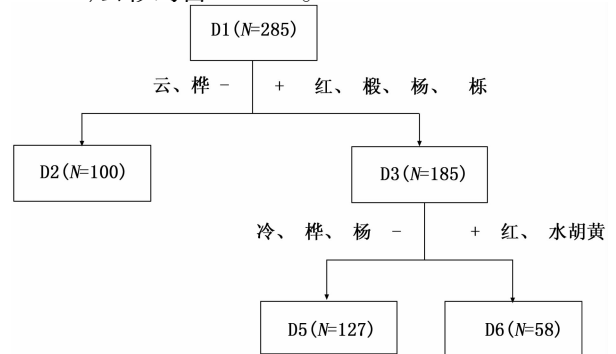 D1(N=285)
云、桦 - + 红、椴、杨、 栎
D2(N=100) D3(N=185)
冷、 桦、 杨 - + 红、 水胡黄
D5(N=127) D6(N=58)